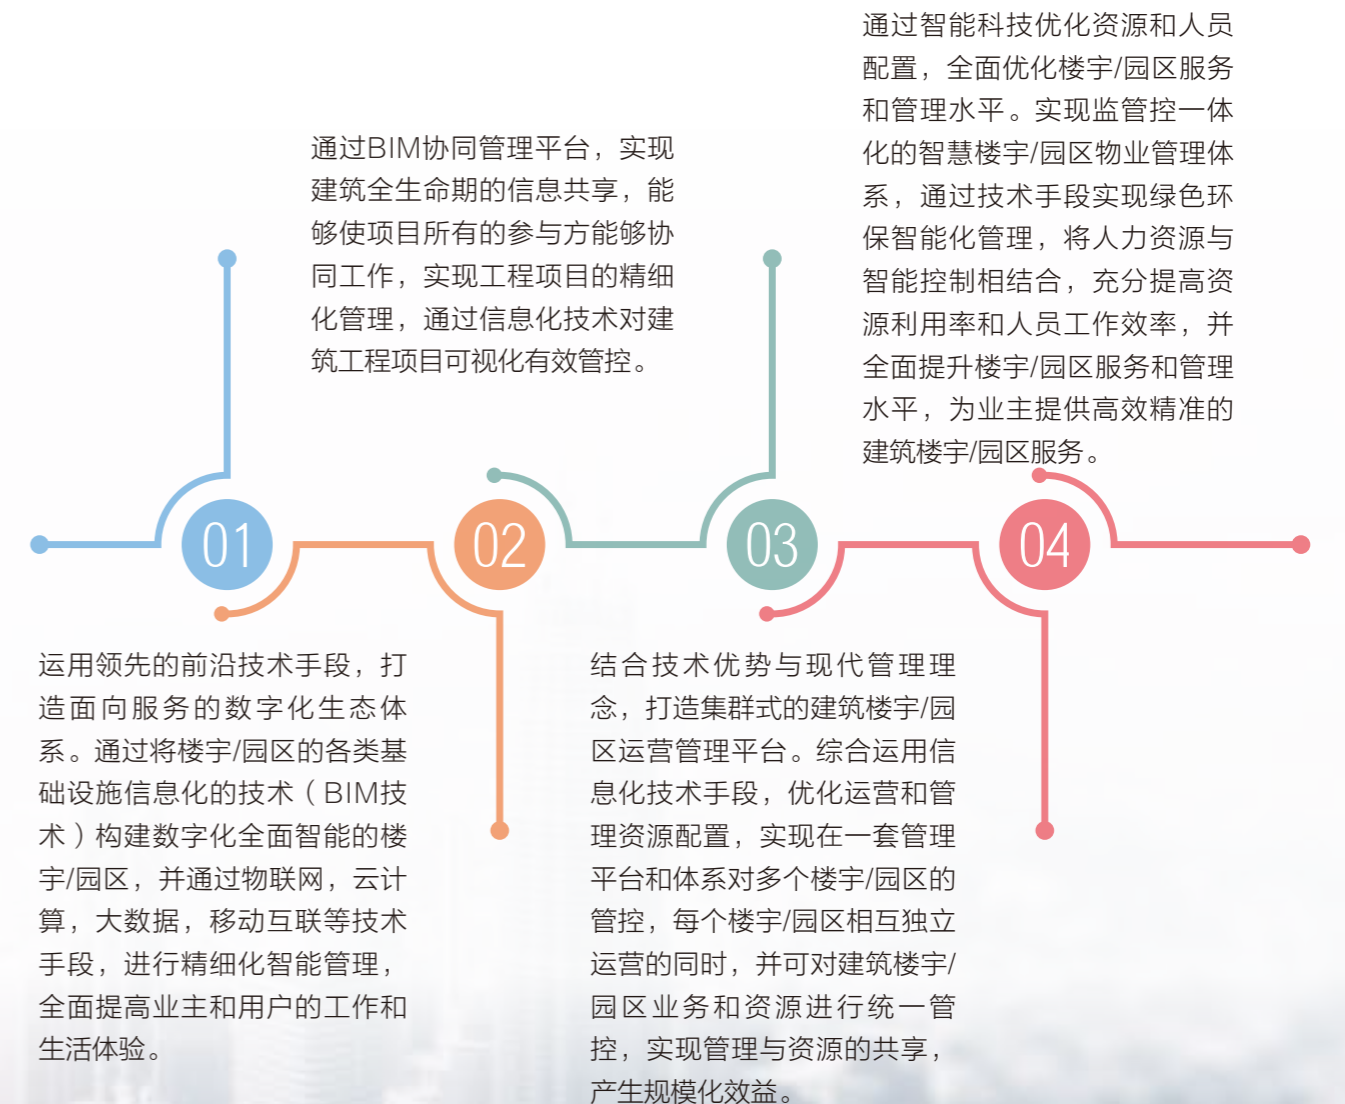 01
运用领先的前沿技术手段，打
造面向服务的数字化生态体
系。通过将楼宇/园区的各类基
础设施信息化的技术（BIM技
术）构建数字化全面智能的楼
宇/园区，并通过物联网，云计
算，大数据，移动互联等技术
手段，进行精细化智能管理，
全面提高业主和用户的工作和
生活体验。
通过BIM协同管理平台，实现
建筑全生命期的信息共享，能
够使项目所有的参与方能够协
同工作，实现工程项目的精细
化管理，通过信息化技术对建
筑工程项目可视化有效管控。
02
03
结合技术优势与现代管理理
念，打造集群式的建筑楼宇/园
区运营管理平台。综合运用信
息化技术手段，优化运营和管
理资源配置，实现在一套管理
平台和体系对多个楼宇/园区的
管控，每个楼宇/园区相互独立
运营的同时，并可对建筑楼宇/
园区业务和资源进行统一管
控，实现管理与资源的共享，
产生规模化效益。
通过智能科技优化资源和人员
配置，全面优化楼宇/园区服务
和管理水平。实现监管控一体
化的智慧楼宇/园区物业管理体
系，通过技术手段实现绿色环
保智能化管理，将人力资源与
智能控制相结合，充分提高资
源利用率和人员工作效率，并
全面提升楼宇/园区服务和管理
水平，为业主提供高效精准的
建筑楼宇/园区服务。
04